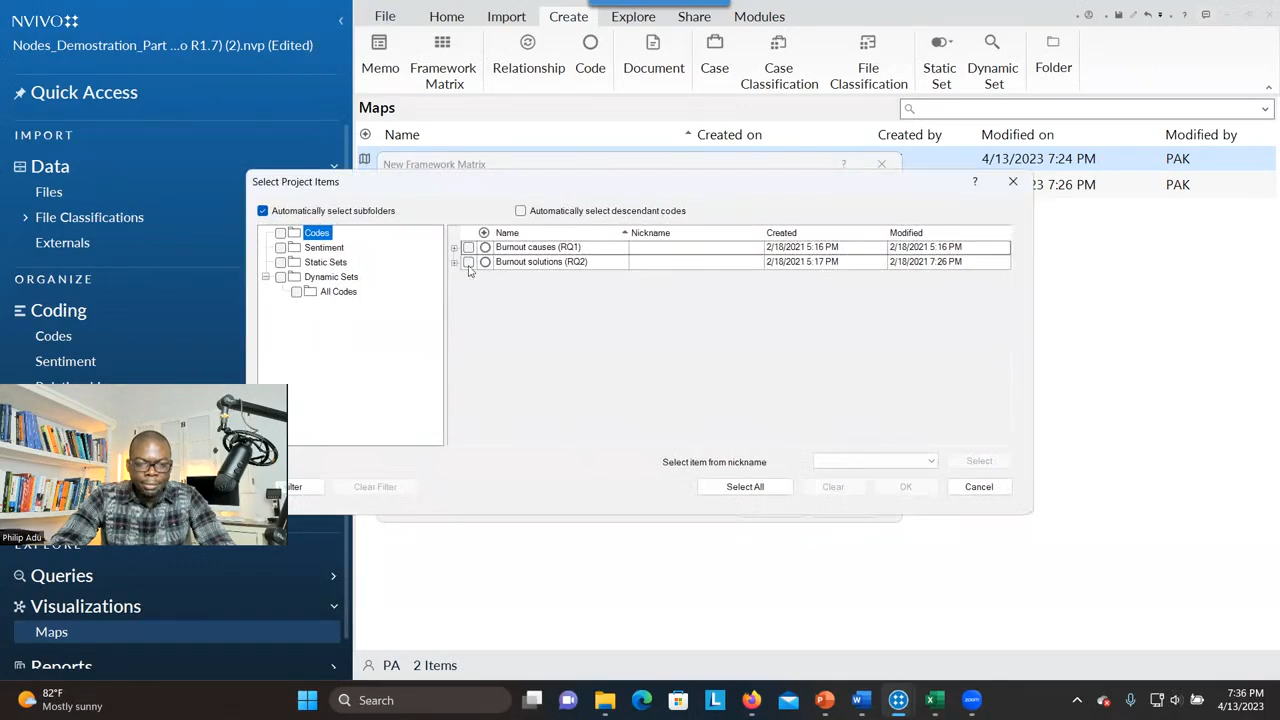 NVIVO
Nodes_Demostration_Part ...o R1.7) (2).nvp (Edited)
Quick Access
IMPORT
Data
Files
File Classifications
Externals
ORGANIZE
Coding
Codes
Sentiment
EXPLORE
Queries
Visualizations
Maps
Reports
File Home Import Create Explore Share Modules
Memo
Framework Matrix
Relationship
Code
Document
Case
Case Classification
File Classification
Static Set
Dynamic Set
Folder
Maps
Name Created on Created by Modified on Modified by
4/13/2023 7:24 PM PAK
3 7:26 PM PAK
New Framework Matrix
Select Project Items
Automatically select subfolders
Automatically select descendant codes
Codes
Sentiment
Static Sets
Dynamic Sets
All Codes
Name Nickname Created Modified
Burnout causes (RQ1) 2/18/2021 5:16 PM 2/18/2021 5:16 PM
Burnout solutions (RQ2) 2/18/2021 5:17 PM 2/18/2021 7:26 PM
Select item from nickname
Select
Clear Filter
Select All
Clear
OK
Cancel
Philip Adu
PA 2 Items
82°F
Mostly sunny
Search
7:36 PM
4/13/2023